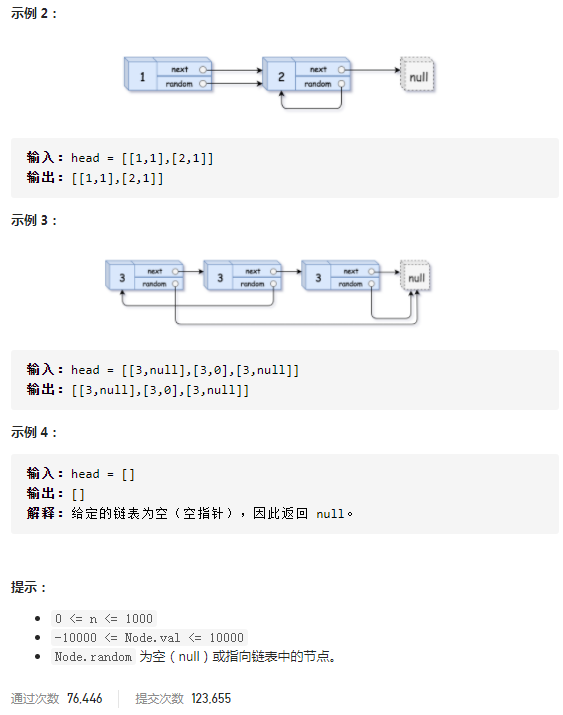 示例 2：
1 next random 2 next random null
输入：head = [[1,1],[2,1]]
输出：[[1,1],[2,1]]
示例 3：
3 next random 3 next random 3 next random null
输入：head = [[3,null],[3,0],[3,null]]
输出：[[3,null],[3,0],[3,null]]
示例 4：
输入：head = []
输出：[]
解释：给定的链表为空（空指针），因此返回 null。
提示：
0 <= n <= 1000
-10000 <= Node.val <= 10000
Node.random 为空（null）或指向链表中的节点。
通过次数 76,446 提交次数 123,655